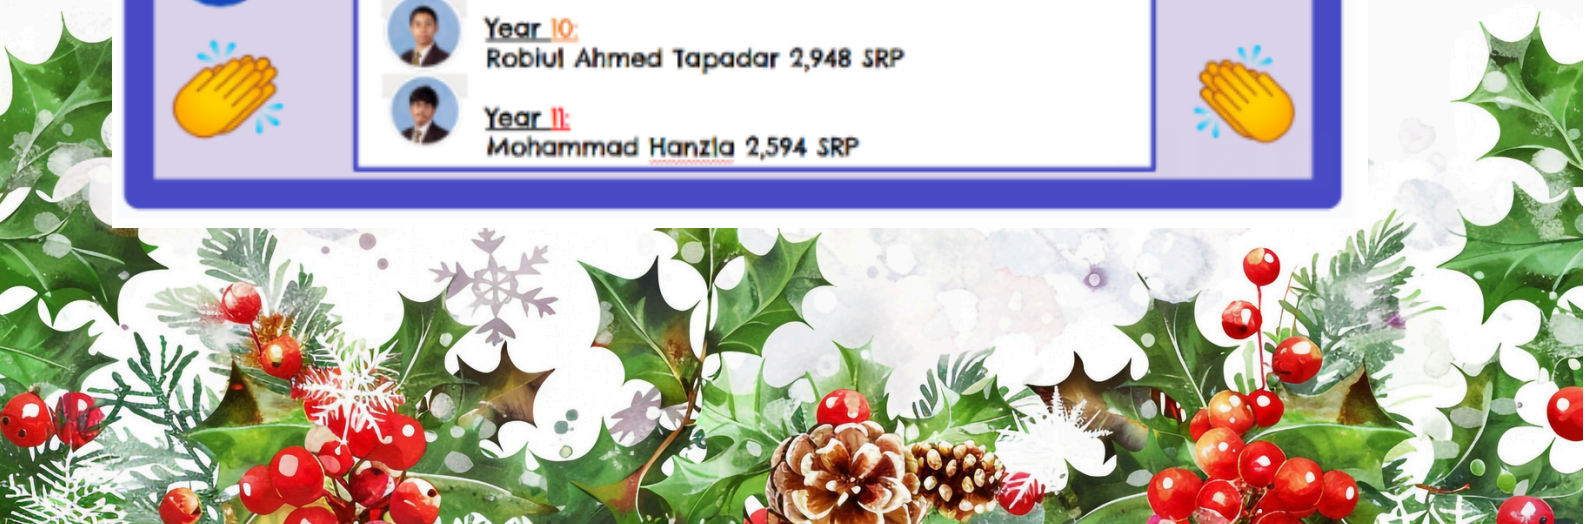 Year 10:
Robiul Ahmed Tapadar 2,948 SRP
Year 11:
Mohammad Hanzla 2,594 SRP